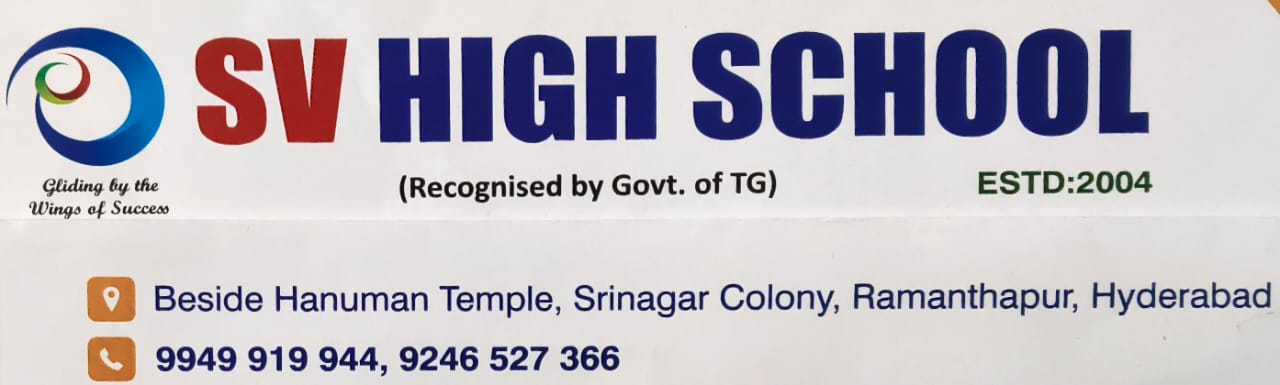 SV HIGH SCHOOL
Gliding by the
Wings of Success
(Recognised by Govt. of TG)
ESTD:2004
Beside Hanuman Temple, Srinagar Colony, Ramanthapur, Hyderabad
9949 919 944, 9246 527 366